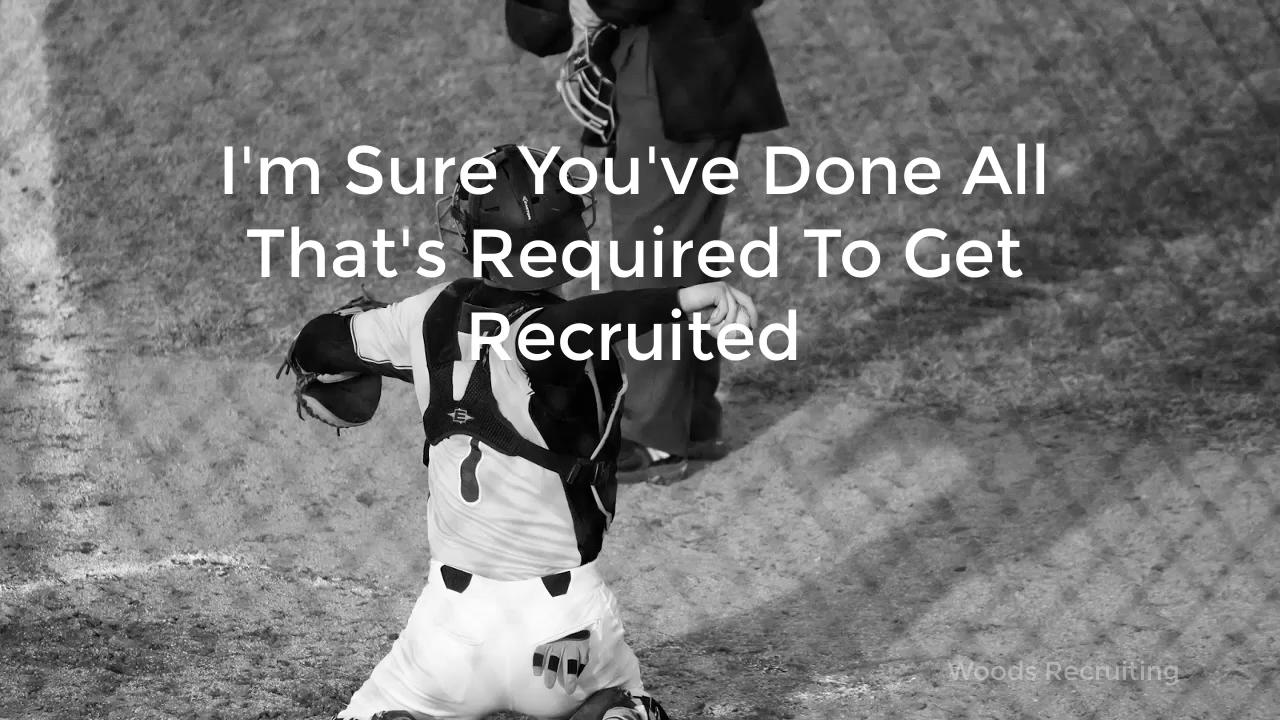 I'm Sure You've Done All
That's Required To Get
Recruited
Woods Recruiting